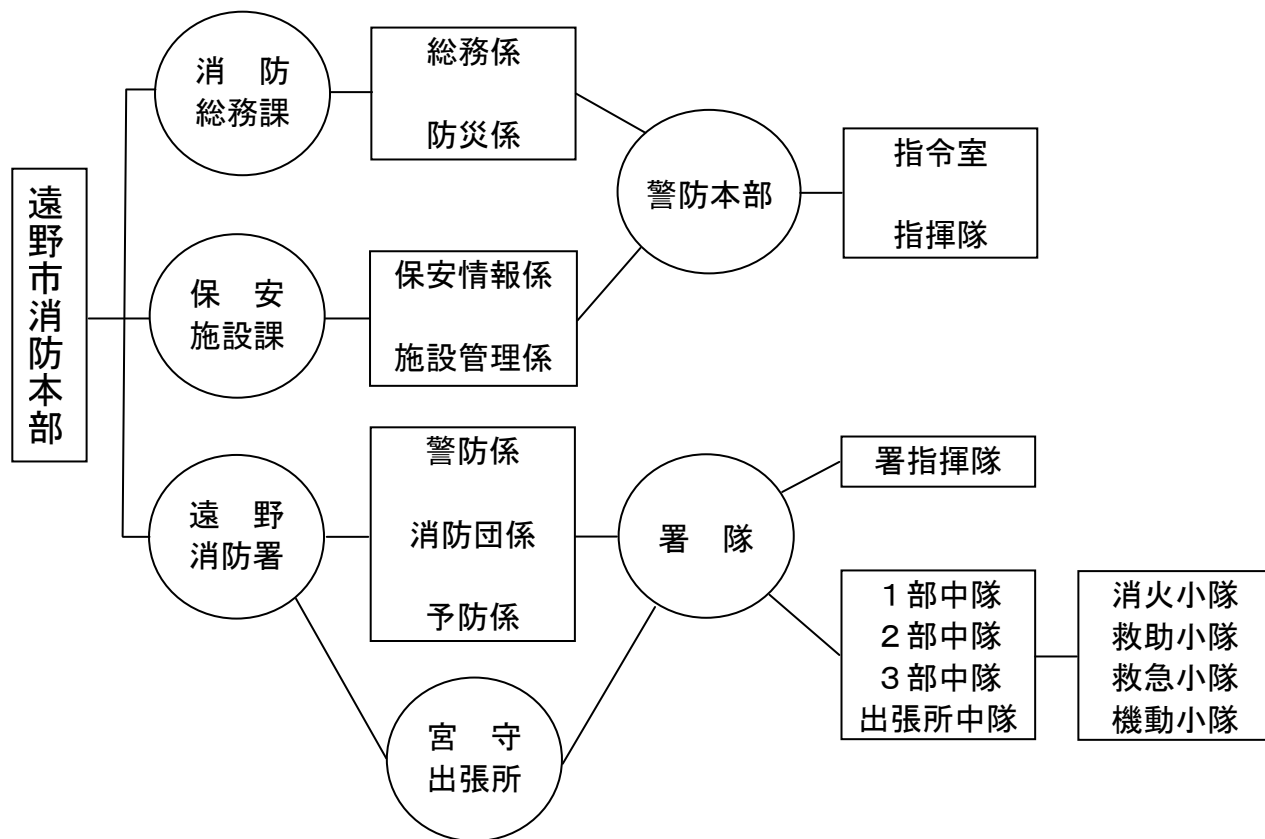 遠野市消防本部
消　防
総務課
総務係
防災係
保　安
施設課
保安情報係
施設管理係
警防本部
指令室
指揮隊
遠　野
消防署
警防係
消防団係
予防係
宮　守
出張所
署　隊
署指揮隊
１部中隊
２部中隊
３部中隊
出張所中隊
消火小隊
救助小隊
救急小隊
機動小隊